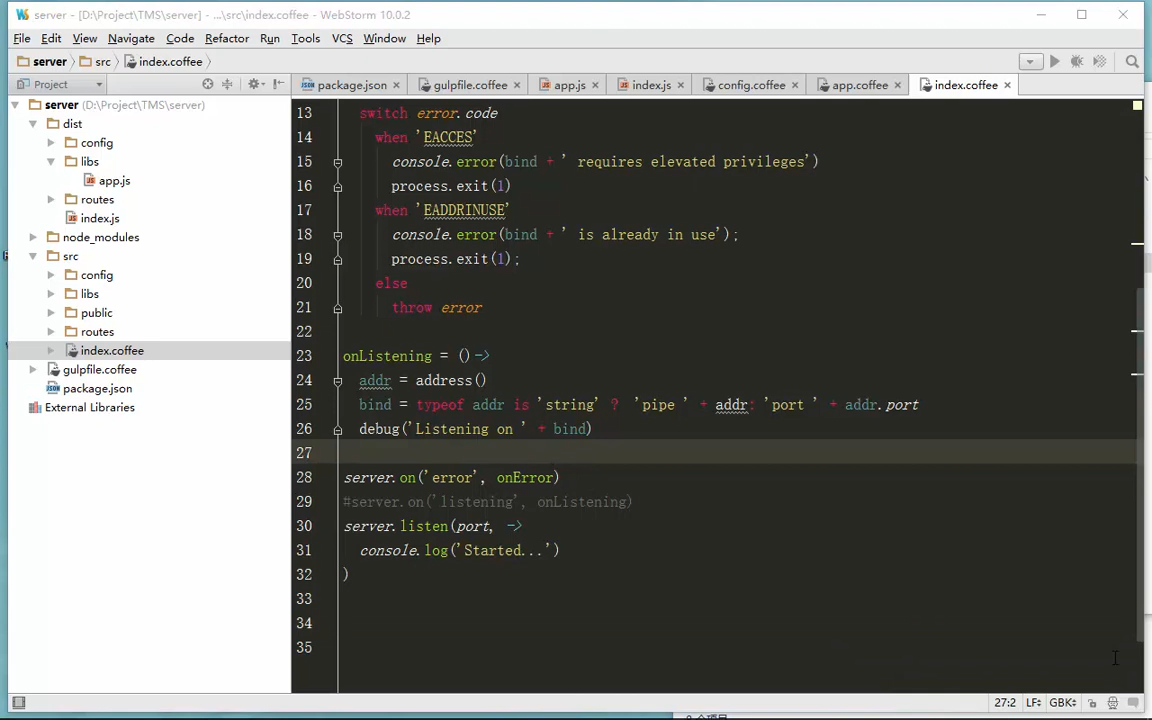 server - [D:\Project\TMS\server] - ...\src\index.coffee - WebStorm 10.0.2
File Edit View Navigate Code Refactor Run Tools VCS Window Help
server src index.coffee
Project
package.json gulpfile.coffee app.js index.js config.coffee app.coffee index.coffee
server (D:\Project\TMS\server)
dist
config
libs
app.js
routes
index.js
node_modules
src
config
libs
public
routes
index.coffee
gulpfile.coffee
package.json
External Libraries
13 switch error.code
14 when 'EACCES'
15 console.error(bind + ' requires elevated privileges')
16 process.exit(1)
17 when 'EADDRINUSE'
18 console.error(bind + ' is already in use');
19 process.exit(1);
20 else
21 throw error
22
23 onListening = ()->
24 addr = address()
25 bind = typeof addr is 'string' ? 'pipe ' + addr: 'port ' + addr.port
26 debug('Listening on ' + bind)
27
28 server.on('error', onError)
29 #server.on('listening', onListening)
30 server.listen(port, ->
31 console.log('Started...')
32 )
33
34
35
27:2 LF GBK